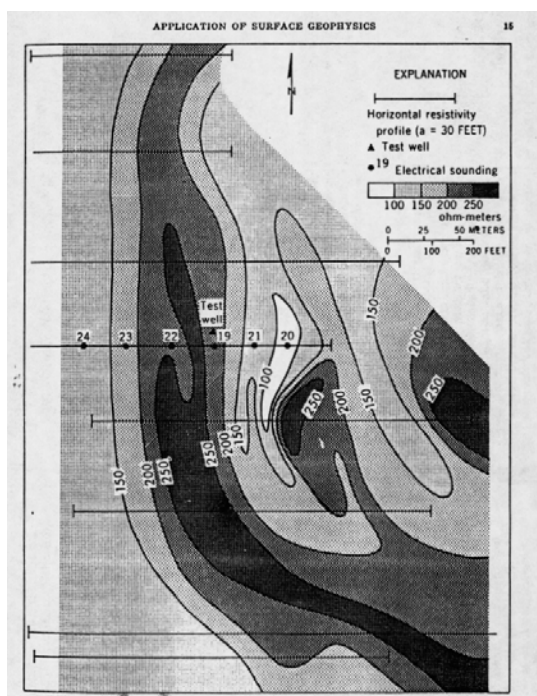 APPLICATION OF SURFACE GEOPHYSICS 15
EXPLANATION
N
Horizontal resistivity
profile (a = 30 FEET)
▲ Test well
•19 Electrical sounding
100 150 200 250
ohm-meters
0 25 50 METERS
0 100 200 FEET
150
200
250
Test
well
24 23 22 19 21 20
100
250
200
150
250
200
150
150
200
250
150
200
250